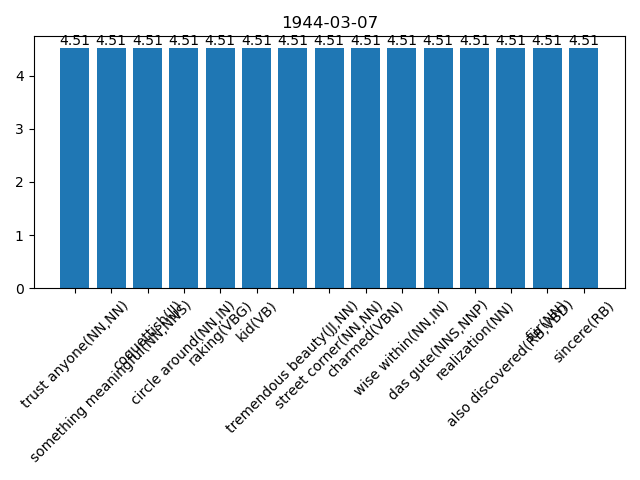 1944-03-07
4.51 4.51 4.51 4.51 4.51 4.51 4.51 4.51 4.51 4.51 4.51 4.51 4.51 4.51 4.51
4
3
2
1
0
trust anyone(NN,NN)
something meaningful(NN,NNS)
coquettish(JJ)
circle around(NN,IN)
raking(VBG)
kid(VB)
tremendous beauty(JJ,NN)
street corner(NN,NN)
charmed(VBN)
wise within(NN,IN)
das gute(NNS,NNP)
realization(NN)
also discovered(RB,VBD)
sincere(RB)